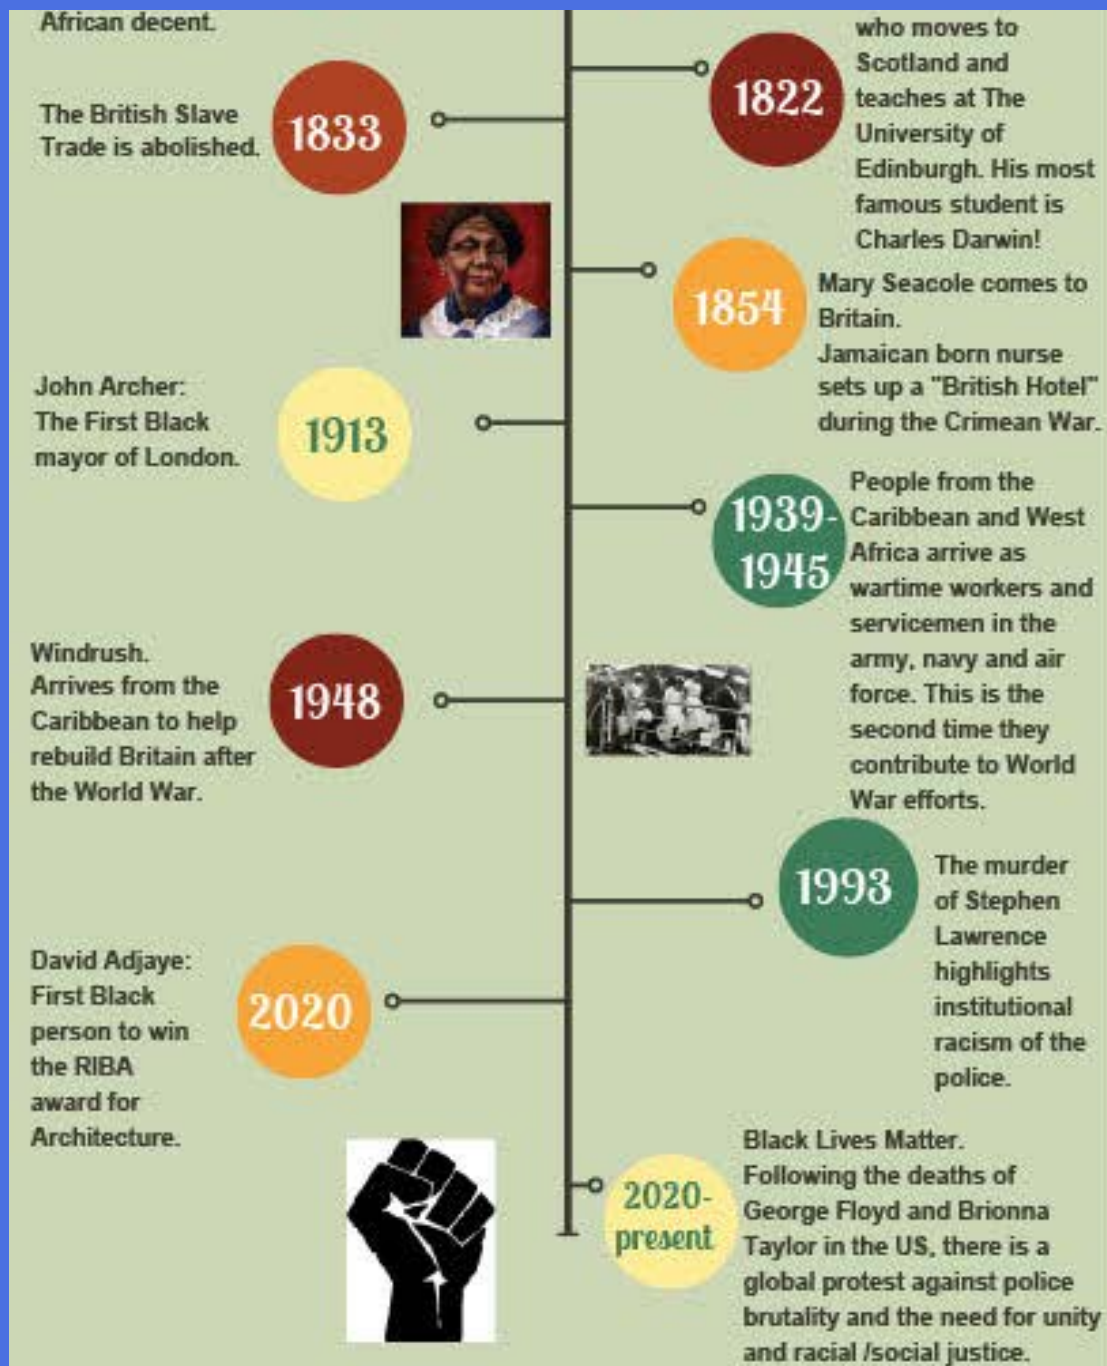 African decent.
who moves to
Scotland and
teaches at The
University of
Edinburgh. His most
famous student is
Charles Darwin!
1822
The British Slave
Trade is abolished.
1833
1854
Mary Seacole comes to
Britain.
Jamaican born nurse
sets up a "British Hotel"
during the Crimean War.
John Archer:
The First Black
mayor of London.
1913
1939-
1945
People from the
Caribbean and West
Africa arrive as
wartime workers and
servicemen in the
army, navy and air
force. This is the
second time they
contribute to World
War efforts.
Windrush.
Arrives from the
Caribbean to help
rebuild Britain after
the World War.
1948
1993
The murder
of Stephen
Lawrence
highlights
institutional
racism of the
police.
David Adjaye:
First Black
person to win
the RIBA
award for
Architecture.
2020
2020-
present
Black Lives Matter.
Following the deaths of
George Floyd and Brionna
Taylor in the US, there is a
global protest against police
brutality and the need for unity
and racial /social justice.